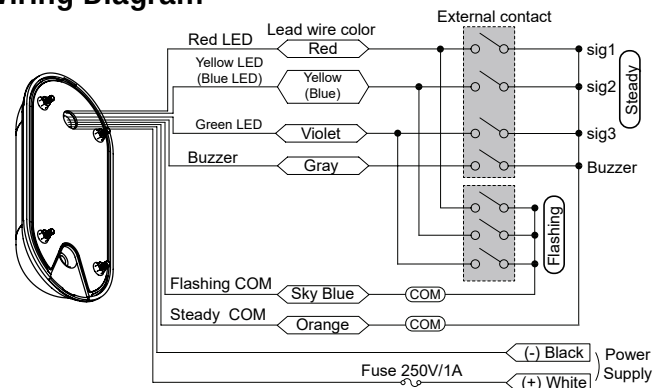 Wiring Diagram
External contact
Lead wire color
Red LED
Red
sig1
Yellow LED
(Blue LED)
Yellow
(Blue)
sig2
Steady
Green LED
Violet
sig3
Buzzer
Gray
Buzzer
Flashing
Flashing COM
Sky Blue
COM
Steady COM
Orange
COM
(-) Black
Power
Supply
Fuse 250V/1A
(+) White